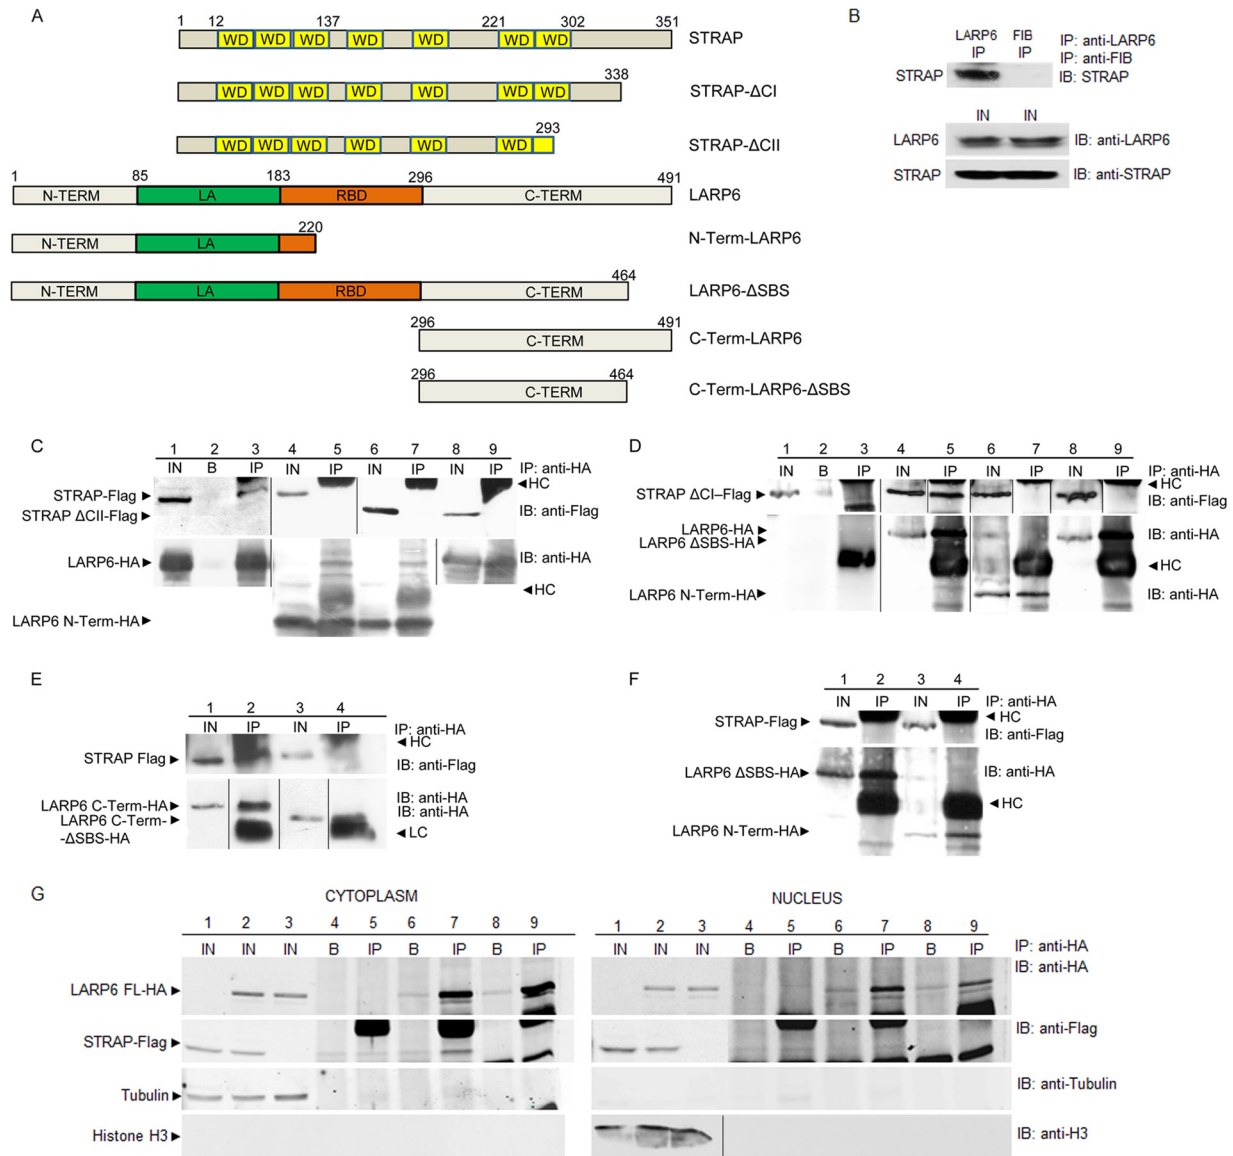 A
1 12 137 221 302 351
WD WD WD WD WD WD WD
STRAP
338
WD WD WD WD WD WD WD
STRAP-ΔCI
293
WD WD WD WD WD WD
STRAP-ΔCII
1 85 183 296 491
N-TERM LA RBD C-TERM
LARP6
220
N-TERM LA
N-Term-LARP6
464
N-TERM LA RBD C-TERM
LARP6-ΔSBS
296 491
C-TERM
C-Term-LARP6
296 464
C-TERM
C-Term-LARP6-ΔSBS
B
LARP6 FIB
IP IP
IP: anti-LARP6
IP: anti-FIB
STRAP
IB: STRAP
IN IN
LARP6
IB: anti-LARP6
STRAP
IB: anti-STRAP
C
1 2 3 4 5 6 7 8 9
IN B IP IN IP IN IP IN IP
IP: anti-HA
HC
STRAP-Flag
STRAP ΔCII-Flag
IB: anti-Flag
LARP6-HA
IB: anti-HA
HC
LARP6 N-Term-HA
D
1 2 3 4 5 6 7 8 9
IN B IP IN IP IN IP IN IP
IP: anti-HA
HC
STRAP ΔCI–Flag
IB: anti-Flag
LARP6-HA
LARP6 ΔSBS-HA
IB: anti-HA
HC
LARP6 N-Term-HA
IB: anti-HA
E
1 2 3 4
IN IP IN IP
IP: anti-HA
HC
STRAP Flag
IB: anti-Flag
LARP6 C-Term-HA
IB: anti-HA
LARP6 C-Term-
-ΔSBS-HA
IB: anti-HA
LC
F
1 2 3 4
IN IP IN IP
IP: anti-HA
HC
STRAP-Flag
IB: anti-Flag
LARP6 ΔSBS-HA
IB: anti-HA
HC
LARP6 N-Term-HA
G
CYTOPLASM
NUCLEUS
1 2 3 4 5 6 7 8 9
1 2 3 4 5 6 7 8 9
IN IN IN B IP B IP B IP
IN IN IN B IP B IP B IP
IP: anti-HA
IB: anti-HA
LARP6 FL-HA
STRAP-Flag
IB: anti-Flag
Tubulin
IB: anti-Tubulin
Histone H3
IB: anti-H3